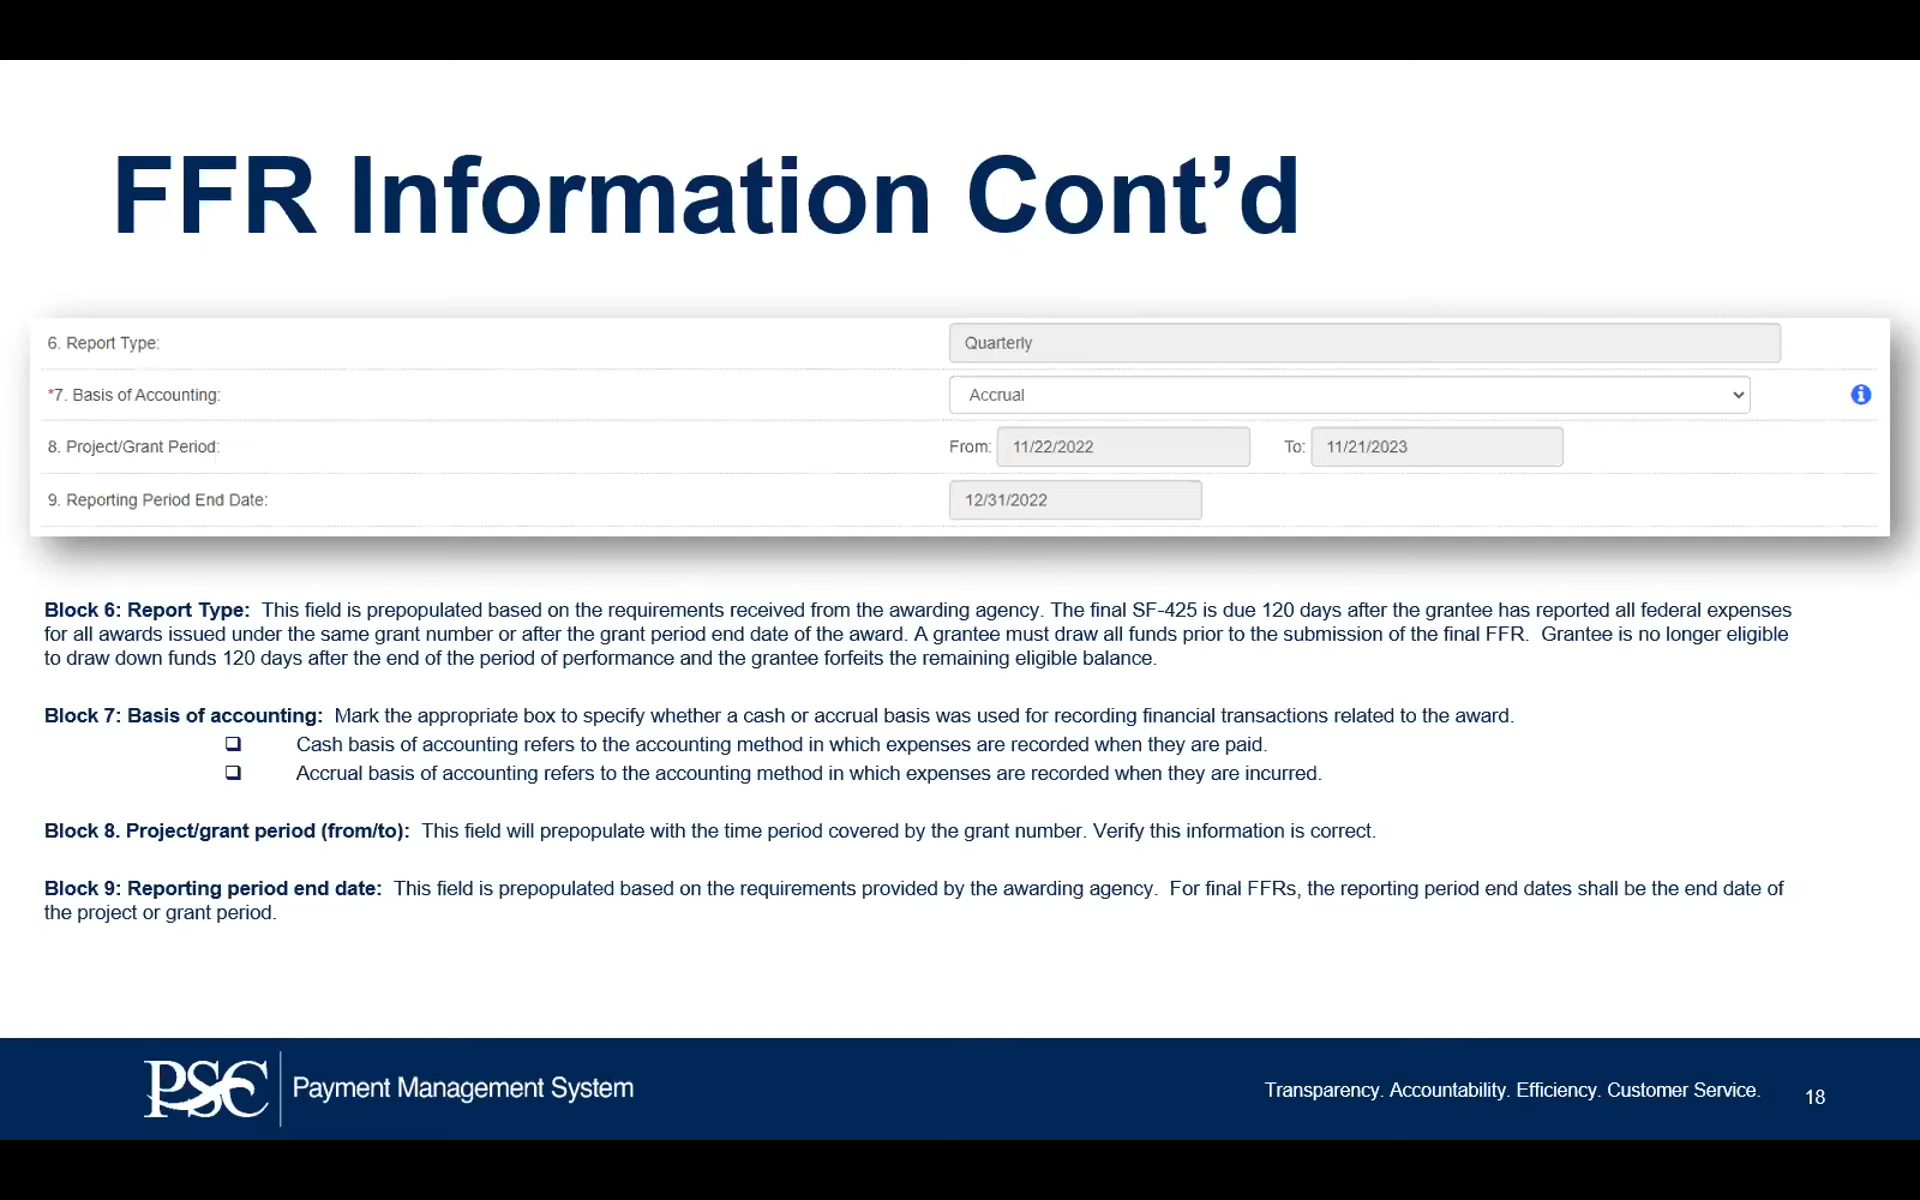 FFR Information Cont’d
6. Report Type: Quarterly
*7. Basis of Accounting: Accrual
8. Project/Grant Period: From: 11/22/2022 To: 11/21/2023
9. Reporting Period End Date: 12/31/2022
Block 6: Report Type: This field is prepopulated based on the requirements received from the awarding agency. The final SF-425 is due 120 days after the grantee has reported all federal expenses
for all awards issued under the same grant number or after the grant period end date of the award. A grantee must draw all funds prior to the submission of the final FFR. Grantee is no longer eligible
to draw down funds 120 days after the end of the period of performance and the grantee forfeits the remaining eligible balance.
Block 7: Basis of accounting: Mark the appropriate box to specify whether a cash or accrual basis was used for recording financial transactions related to the award.
❑ Cash basis of accounting refers to the accounting method in which expenses are recorded when they are paid.
❑ Accrual basis of accounting refers to the accounting method in which expenses are recorded when they are incurred.
Block 8. Project/grant period (from/to): This field will prepopulate with the time period covered by the grant number. Verify this information is correct.
Block 9: Reporting period end date: This field is prepopulated based on the requirements provided by the awarding agency. For final FFRs, the reporting period end dates shall be the end date of
the project or grant period.
PSC Payment Management System
Transparency. Accountability. Efficiency. Customer Service. 18